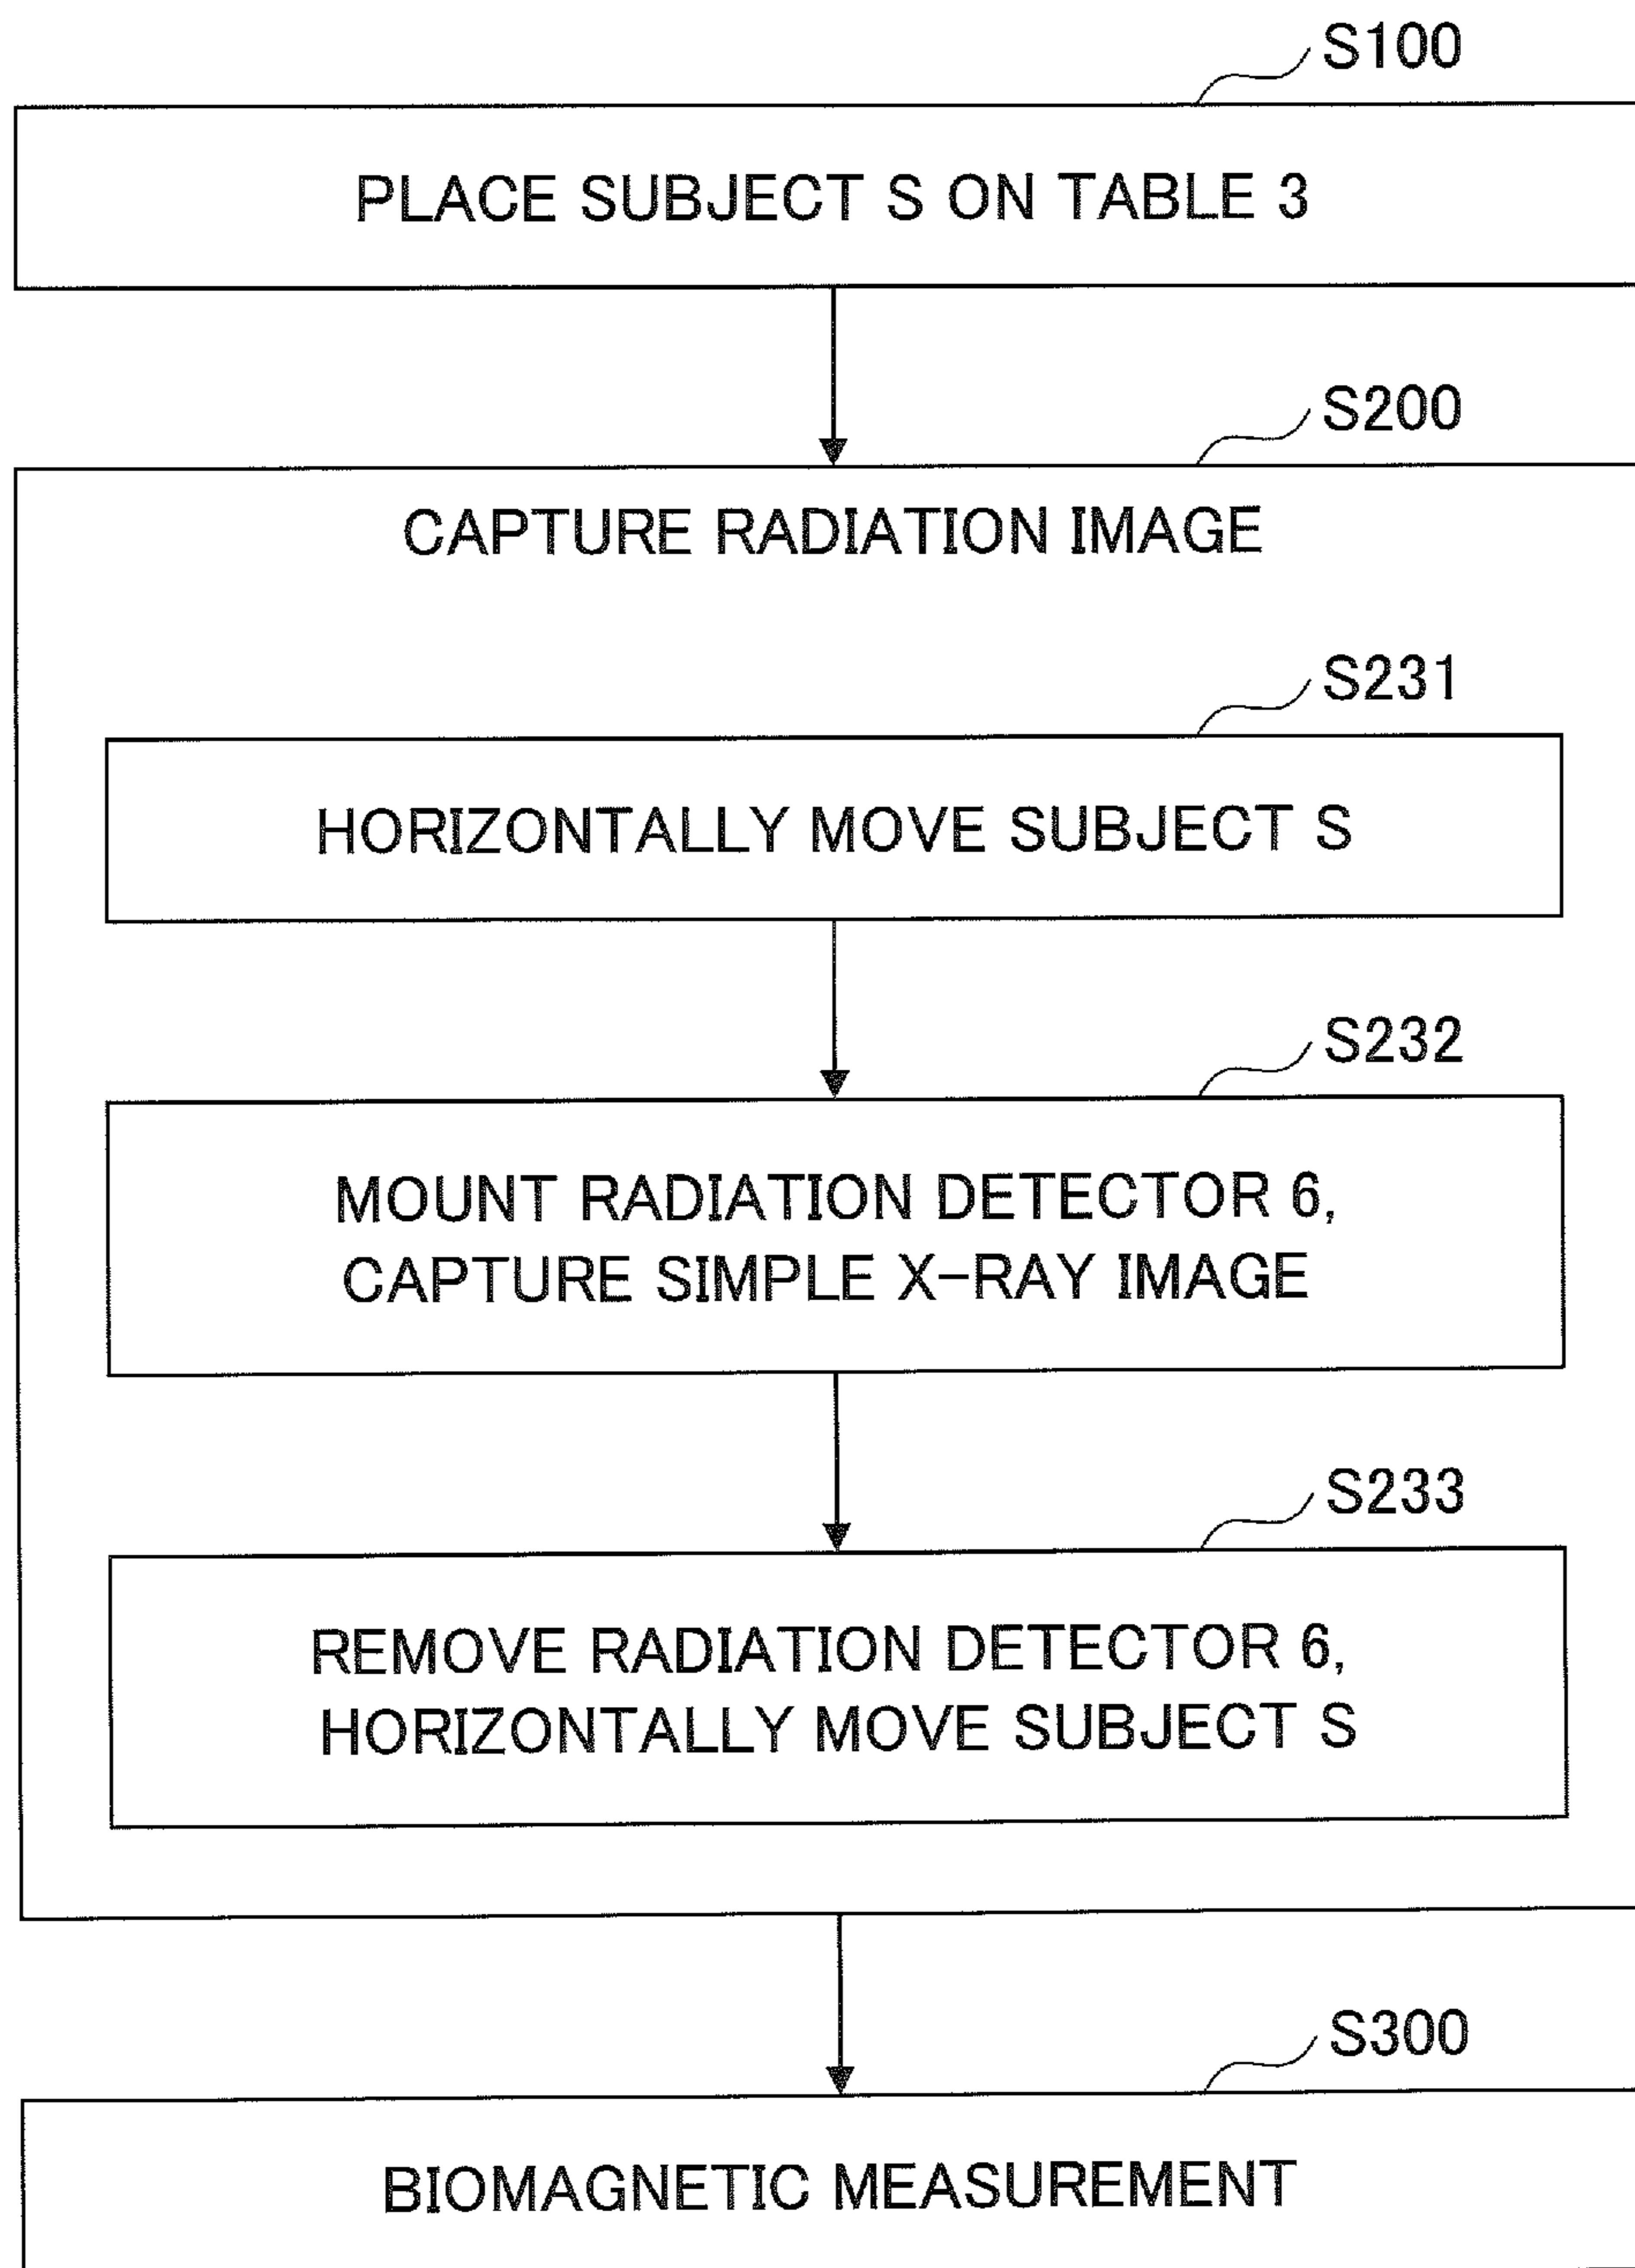 S100
PLACE SUBJECT S ON TABLE 3
S200
CAPTURE RADIATION IMAGE
S231
HORIZONTALLY MOVE SUBJECT S
S232
MOUNT RADIATION DETECTOR 6,
CAPTURE SIMPLE X-RAY IMAGE
S233
REMOVE RADIATION DETECTOR 6,
HORIZONTALLY MOVE SUBJECT S
S300
BIOMAGNETIC MEASUREMENT